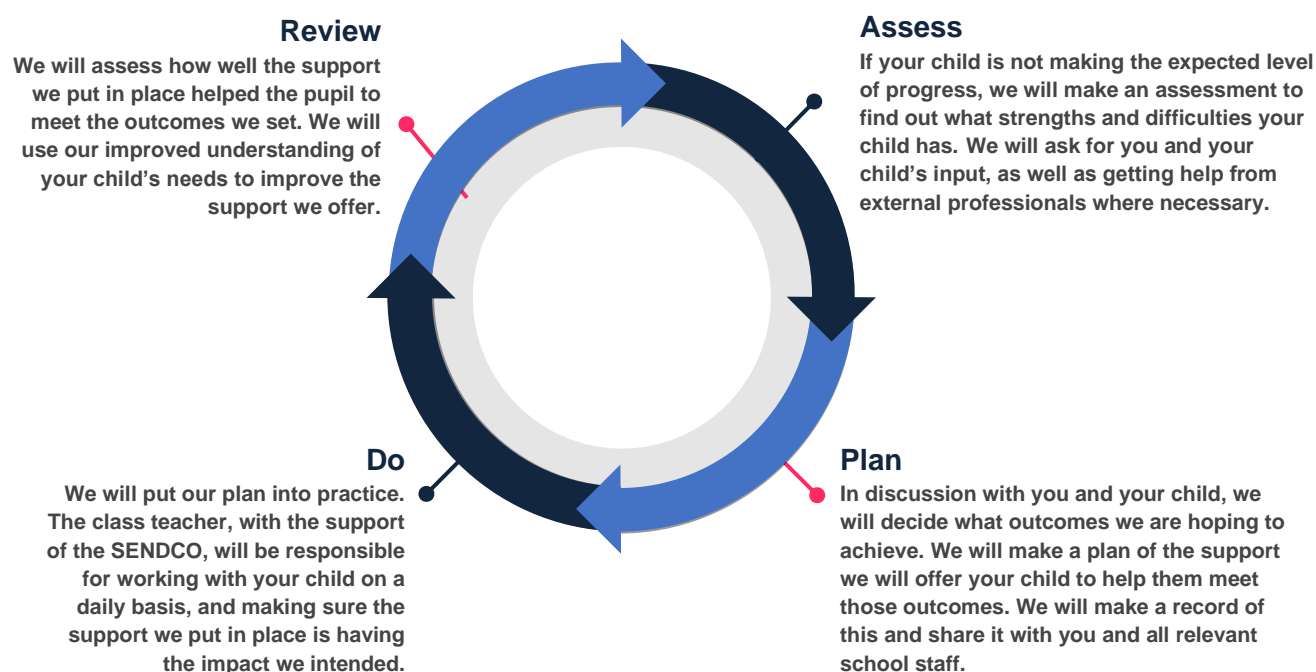 Review
We will assess how well the support
we put in place helped the pupil to
meet the outcomes we set. We will
use our improved understanding of
your child’s needs to improve the
support we offer.
Assess
If your child is not making the expected level
of progress, we will make an assessment to
find out what strengths and difficulties your
child has. We will ask for you and your
child’s input, as well as getting help from
external professionals where necessary.
Do
We will put our plan into practice.
The class teacher, with the support
of the SENDCO, will be responsible
for working with your child on a
daily basis, and making sure the
support we put in place is having
the impact we intended.
Plan
In discussion with you and your child, we
will decide what outcomes we are hoping to
achieve. We will make a plan of the support
we will offer your child to help them meet
those outcomes. We will make a record of
this and share it with you and all relevant
school staff.